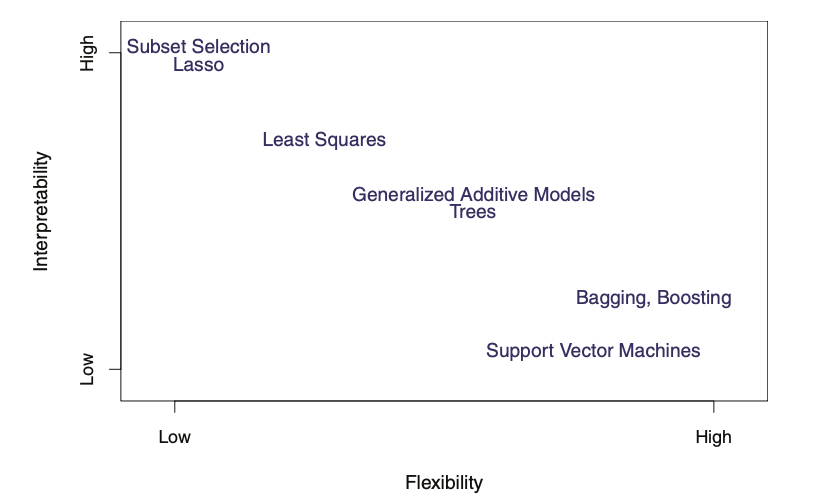 High
Subset Selection
Lasso
Least Squares
Interpretability
Generalized Additive Models
Trees
Bagging, Boosting
Support Vector Machines
Low
Low
High
Flexibility